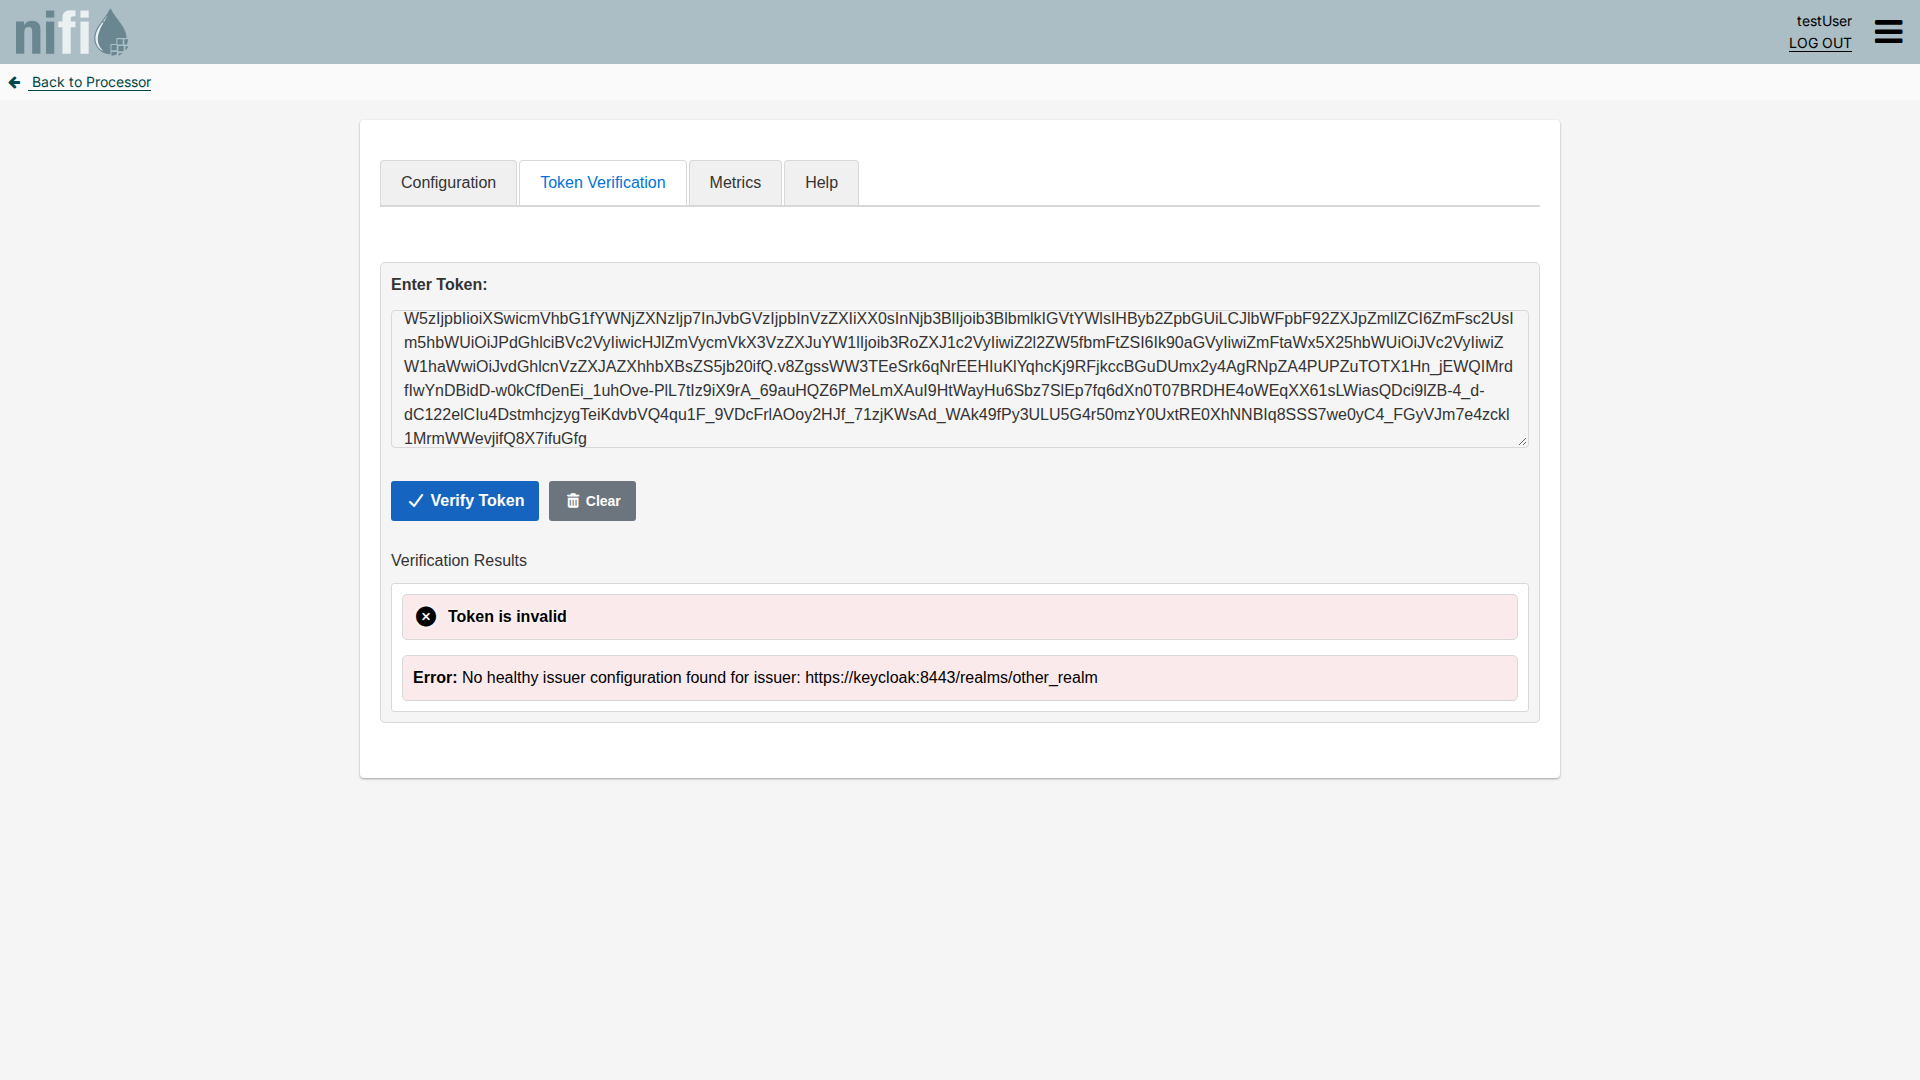 nifi
testUser
LOG OUT
Back to Processor
Configuration
Token Verification
Metrics
Help
Enter Token:
W5zIjpbIioiXSwicmVhbG1fYWNjZXNzIjp7InJvbGVzIjpbInVzZXIiXX0sInNjb3BlIjoib3BlbmlkIGVtYWlsIHByb2ZpbGUiLCJlbWFpbF92ZXJpZmllZCI6ZmFsc2UsI
m5hbWUiOiJPdGhlciBVc2VyIiwicHJlZmVycmVkX3VzZXJuYW1lIjoib3RoZXJ1c2VyIiwiZ2l2ZW5fbmFtZSI6Ik90aGVyIiwiZmFtaWx5X25hbWUiOiJVc2VyIiwiZ
W1haWwiOiJvdGhlcnVzZXJAZXhhbXBsZS5jb20ifQ.v8ZgssWW3TEeSrk6qNrEEHIuKlYqhcKj9RFjkccBGuDUmx2y4AgRNpZA4PUPZuTOTX1Hn_jEWQIMrd
fIwYnDBidD-w0kCfDenEi_1uhOve-PlL7tIz9iX9rA_69auHQZ6PMeLmXAuI9HtWayHu6Sbz7SlEp7fq6dXn0T07BRDHE4oWEqXX61sLWiasQDci9lZB-4_d-
dC122elCIu4DstmhcjzygTeiKdvbVQ4qu1F_9VDcFrlAOoy2HJf_71zjKWsAd_WAk49fPy3ULU5G4r50mzY0UxtRE0XhNNBIq8SSS7we0yC4_FGyVJm7e4zckl
1MrmWWevjifQ8X7ifuGfg
Verify Token
Clear
Verification Results
Token is invalid
Error: No healthy issuer configuration found for issuer: https://keycloak:8443/realms/other_realm